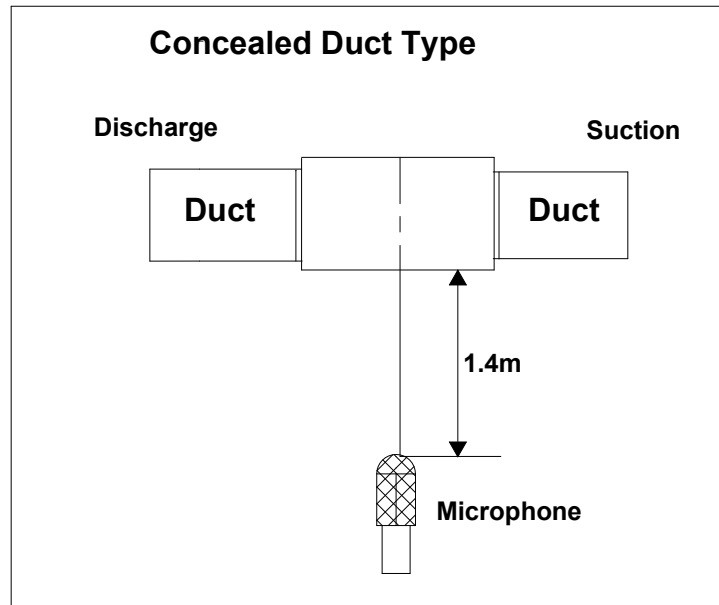 Concealed Duct Type
Discharge
Suction
Duct
Duct
1.4m
Microphone